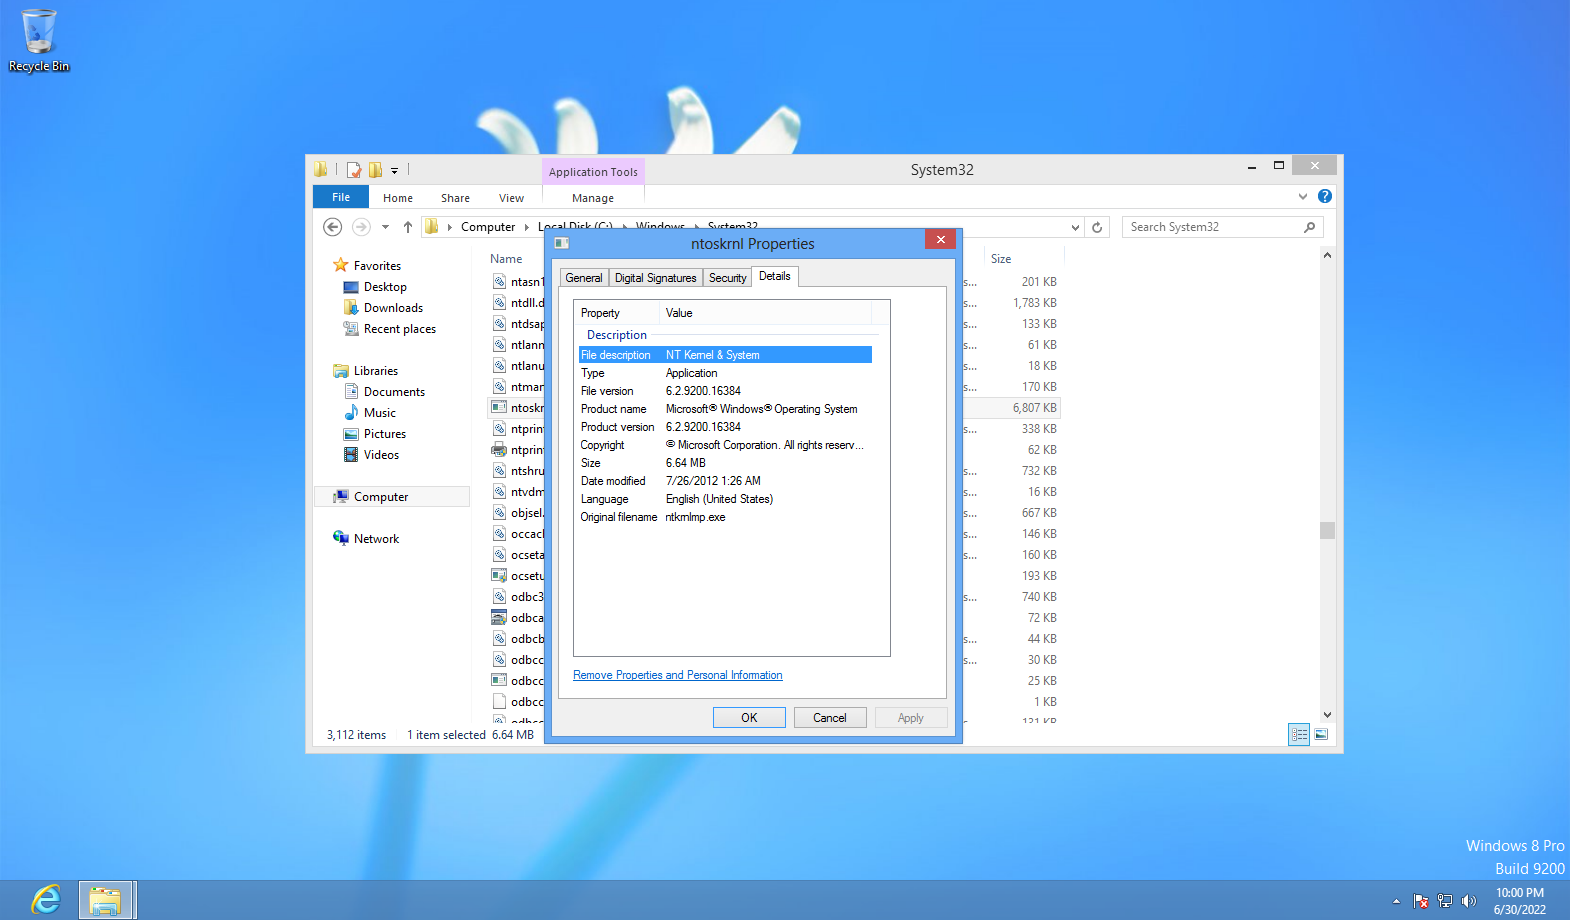 Recycle Bin
Application Tools
System32
File
Home
Share
View
Manage
Computer
Local Disk (C:)
Windows
System32
Search System32
Favorites
Desktop
Downloads
Recent places
Libraries
Documents
Music
Pictures
Videos
Computer
Network
Name
Size
ntasn1
s...
201 KB
ntdll.d
s...
1,783 KB
ntdsap
s...
133 KB
ntlann
s...
61 KB
ntlanu
s...
18 KB
ntmar
s...
170 KB
ntoskr
6,807 KB
ntprin
s...
338 KB
ntprin
62 KB
ntshru
s...
732 KB
ntvdm
s...
16 KB
objsel.
s...
667 KB
occacl
s...
146 KB
ocseta
s...
160 KB
ocsetu
193 KB
odbc3
s...
740 KB
odbca
72 KB
odbcb
s...
44 KB
odbcc
s...
30 KB
odbcc
25 KB
odbcc
1 KB
131 KB
3,112 items
1 item selected 6.64 MB
ntoskrnl Properties
General
Digital Signatures
Security
Details
Property Value
Description
File description NT Kernel & System
Type Application
File version 6.2.9200.16384
Product name Microsoft® Windows® Operating System
Product version 6.2.9200.16384
Copyright © Microsoft Corporation. All rights reserv...
Size 6.64 MB
Date modified 7/26/2012 1:26 AM
Language English (United States)
Original filename ntkrnlmp.exe
Remove Properties and Personal Information
OK
Cancel
Apply
Windows 8 Pro
Build 9200
10:00 PM
6/30/2022